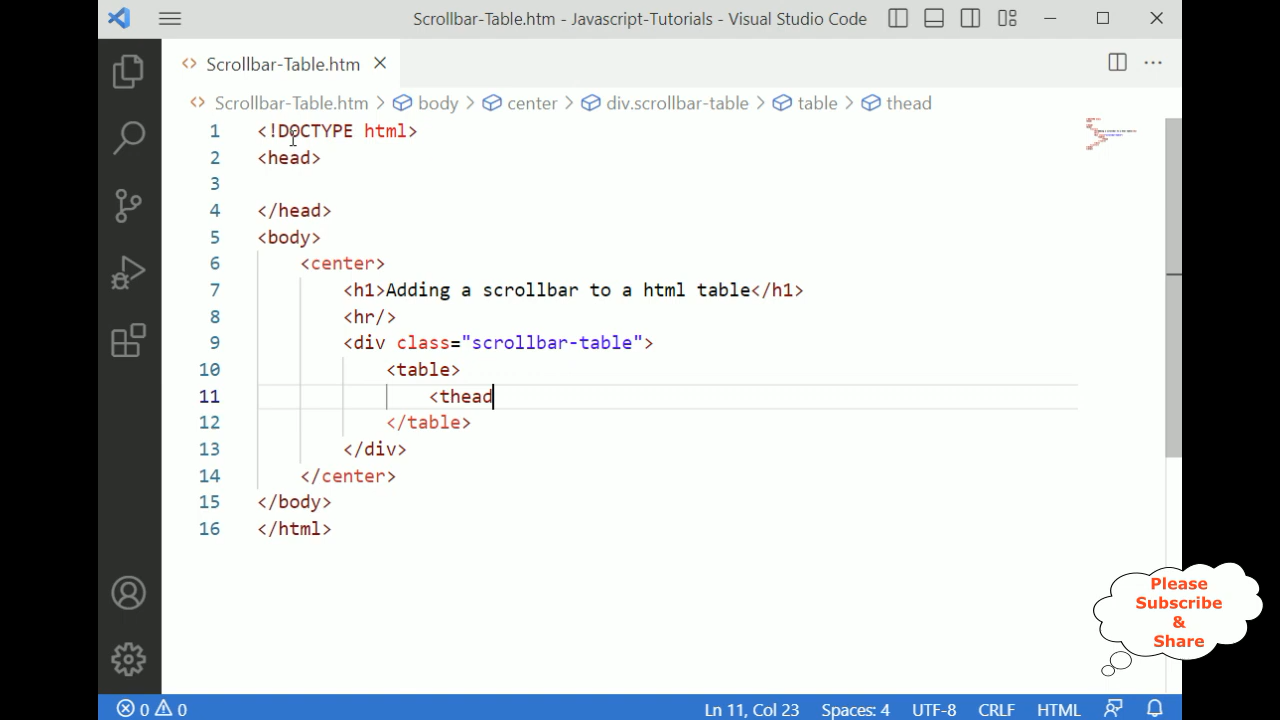 Scrollbar-Table.htm - Javascript-Tutorials - Visual Studio Code
Scrollbar-Table.htm
Scrollbar-Table.htm > body > center > div.scrollbar-table > table > thead
1 <!DOCTYPE html>
2 <head>
3
4 </head>
5 <body>
6 <center>
7 <h1>Adding a scrollbar to a html table</h1>
8 <hr/>
9 <div class="scrollbar-table">
10 <table>
11 <thead
12 </table>
13 </div>
14 </center>
15 </body>
16 </html>
Please
Subscribe
&
Share
0 0 Ln 11, Col 23 Spaces: 4 UTF-8 CRLF HTML